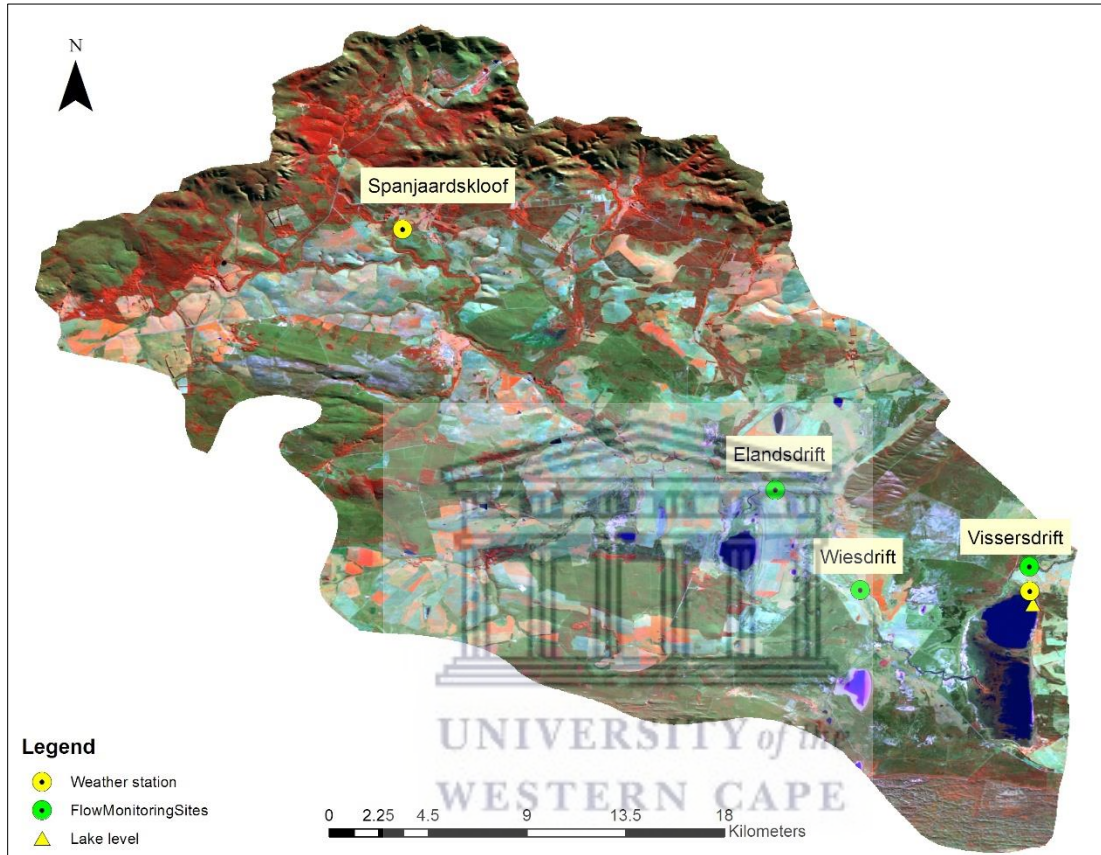 N
Spanjaardskloof
Elandsdrift
Wiesdrift
Vissersdrift
UNIVERSITY of the
WESTERN CAPE
Legend
Weather station
FlowMonitoringSites
Lake level
0 2.25 4.5 9 13.5 18
Kilometers